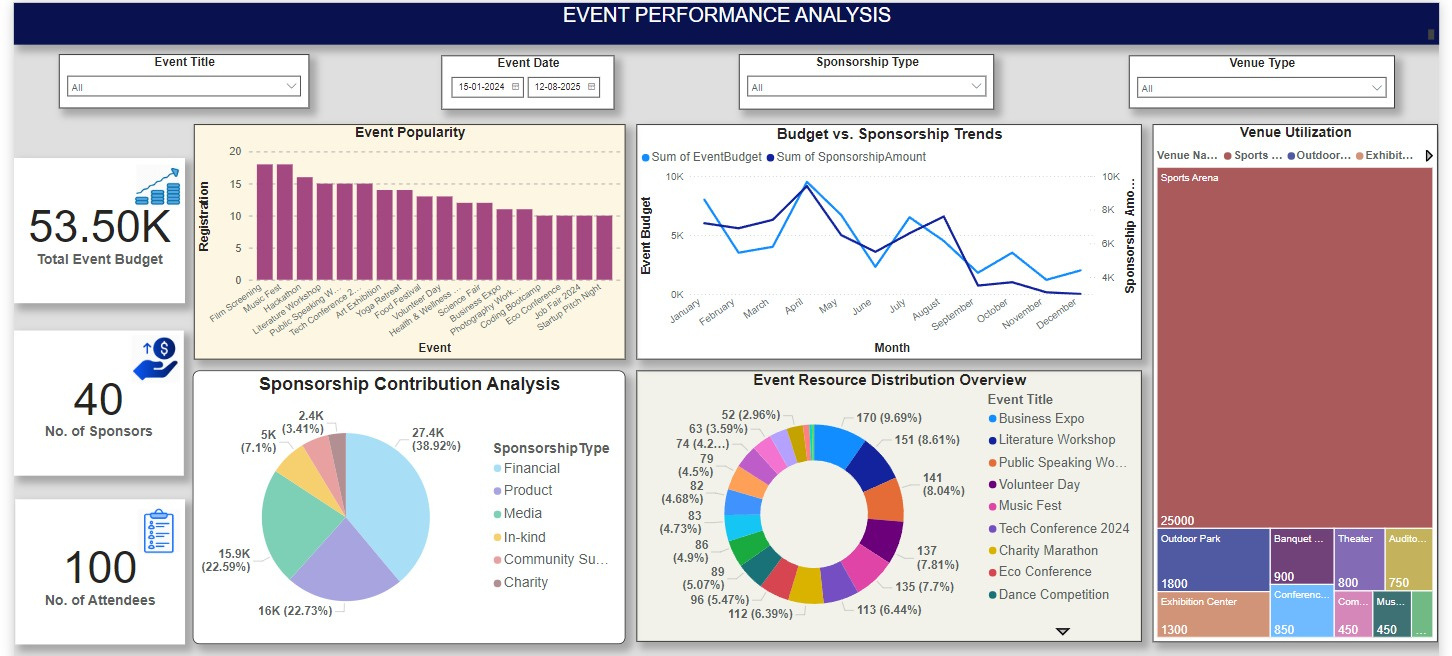 EVENT PERFORMANCE ANALYSIS
Event Title
All
Event Date
15-01-2024
12-08-2025
Sponsorship Type
All
Venue Type
All
53.50K
Total Event Budget
40
No. of Sponsors
100
No. of Attendees
Event Popularity
Registration
20
15
10
5
0
Film Screening
Music Fest
Hackathon
Literature Workshop
Public Speaking W...
Tech Conference 2...
Art Exhibition
Yoga Retreat
Food Festival
Volunteer Day
Health & Wellness ...
Science Fair
Business Expo
Photography Work...
Coding Bootcamp
Eco Conference
Job Fair 2024
Startup Pitch Night
Event
Budget vs. Sponsorship Trends
Sum of EventBudget
Sum of SponsorshipAmount
Event Budget
10K
5K
0K
10K
8K
6K
4K
Sponsorship Amo...
January
February
March
April
May
June
July
August
September
October
November
December
Month
Venue Utilization
Venue Na...
Sports ...
Outdoor...
Exhibit...
Sports Arena
25000
Outdoor Park
1800
Banquet ...
900
Theater
800
Audito...
750
Exhibition Center
1300
Conferenc...
850
Com...
450
Mus...
450
...
Sponsorship Contribution Analysis
27.4K
(38.92%)
16K (22.73%)
15.9K
(22.59%)
5K
(7.1%)
2.4K
(3.41%)
SponsorshipType
Financial
Product
Media
In-kind
Community Su...
Charity
Event Resource Distribution Overview
170 (9.69%)
151 (8.61%)
141
(8.04%)
137
(7.81%)
135 (7.7%)
113 (6.44%)
112 (6.39%)
96 (5.47%)
89
(5.07%)
86
(4.9%)
83
(4.73%)
82
(4.68%)
79
(4.5%)
74 (4.2...)
63 (3.59%)
52 (2.96%)
Event Title
Business Expo
Literature Workshop
Public Speaking Wo...
Volunteer Day
Music Fest
Tech Conference 2024
Charity Marathon
Eco Conference
Dance Competition